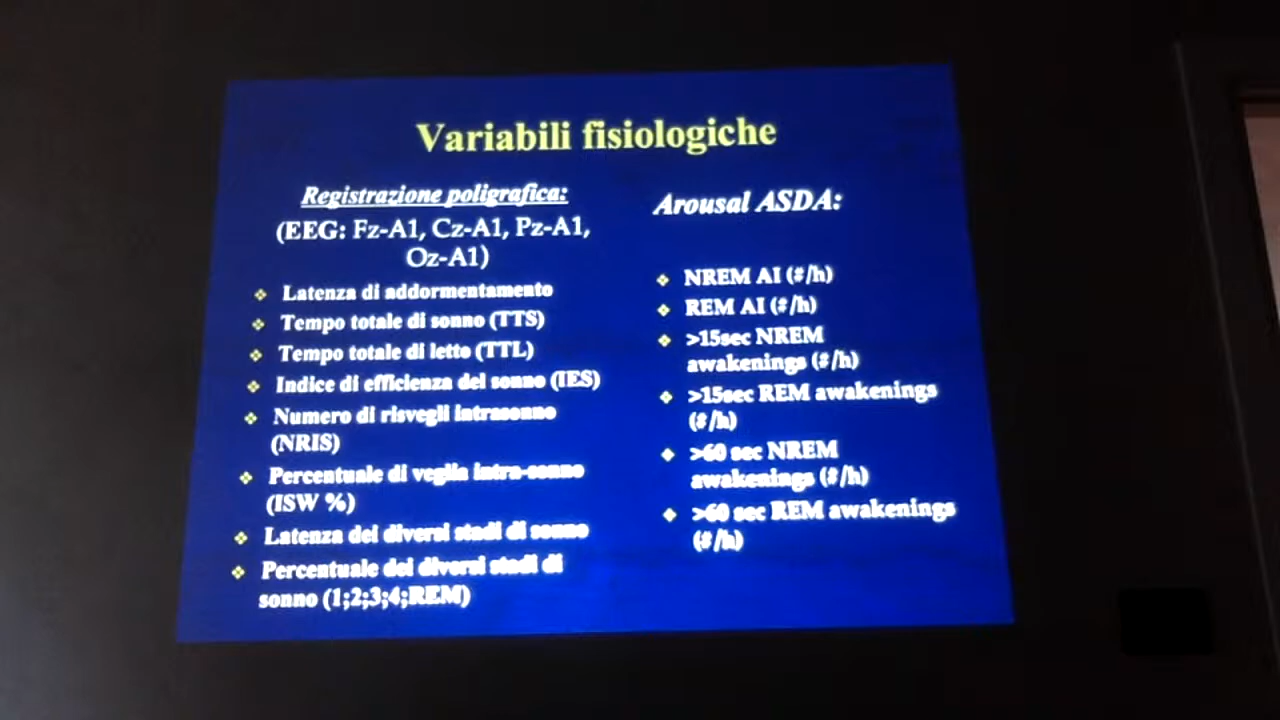 Variabili fisiologiche
Registrazione poligrafica:
(EEG: Fz-A1, Cz-A1, Pz-A1,
Oz-A1)
❖ Latenza di addormentamento
❖ Tempo totale di sonno (TTS)
❖ Tempo totale di letto (TTL)
❖ Indice di efficienza del sonno (IES)
❖ Numero di risvegli intrasonno
(NRIS)
❖ Percentuale di veglia intra-sonno
(ISW %)
❖ Latenza dei diversi stadi di sonno
❖ Percentuale dei diversi stadi di
sonno (1;2;3;4;REM)
Arousal ASDA:
❖ NREM AI (#/h)
❖ REM AI (#/h)
❖ >15sec NREM
awakenings (#/h)
❖ >15sec REM awakenings
(#/h)
❖ >60 sec NREM
awakenings (#/h)
❖ >60 sec REM awakenings
(#/h)